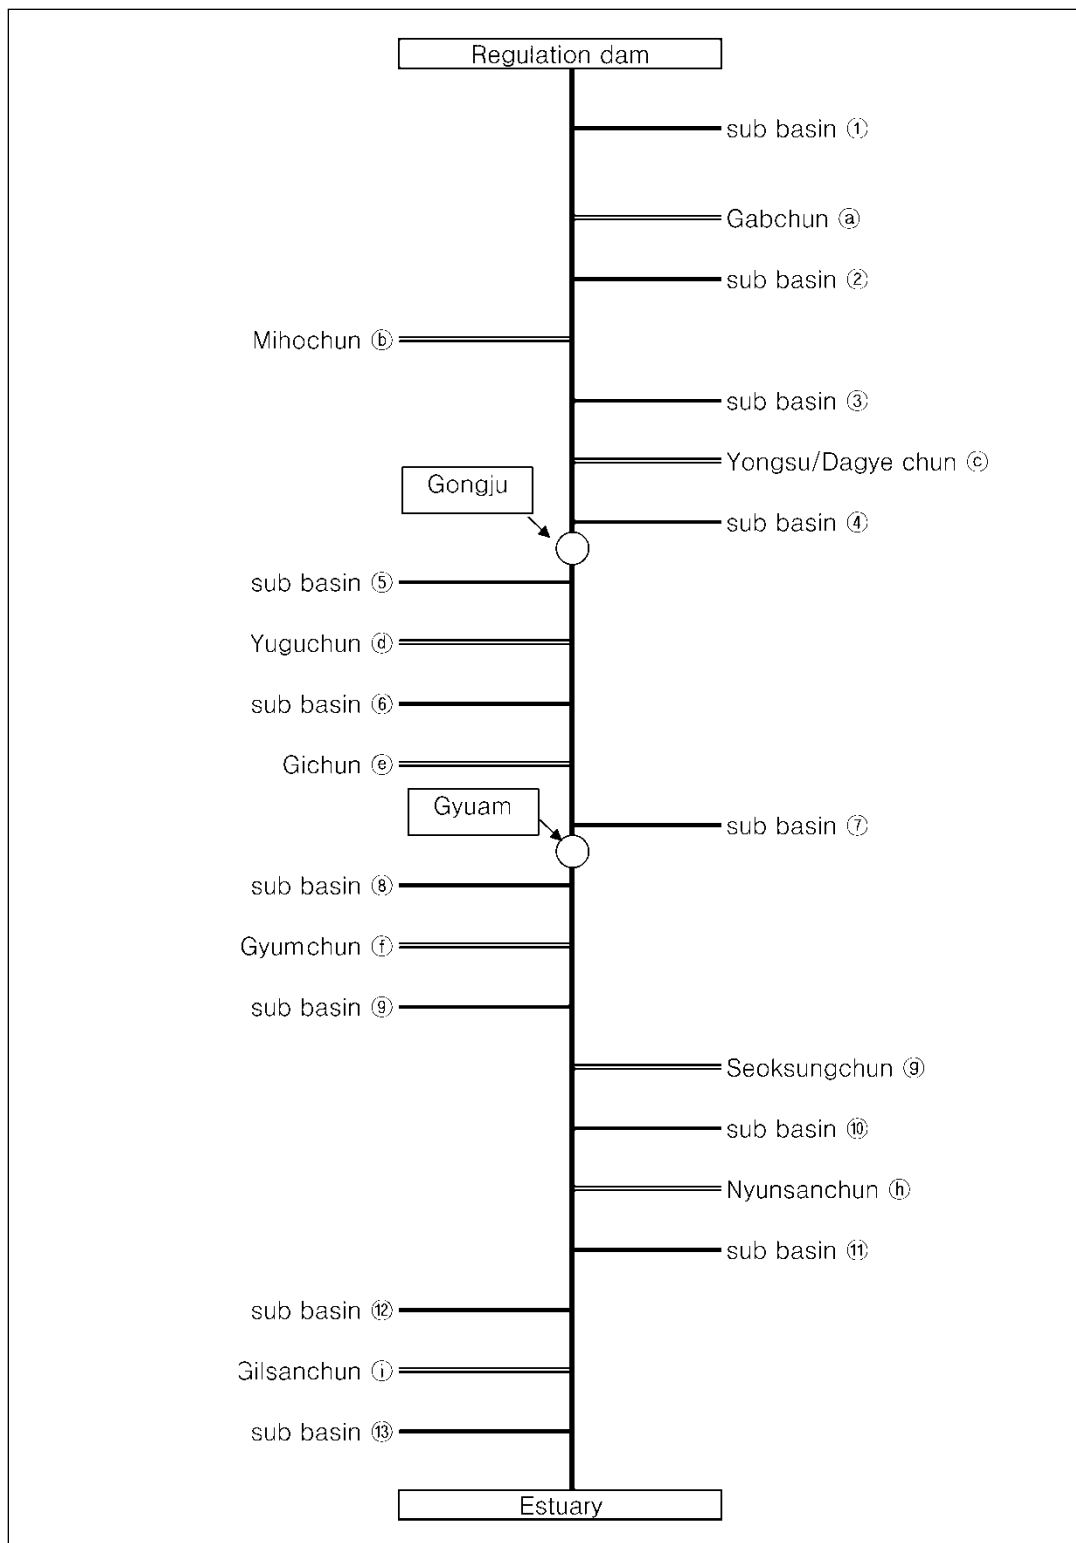 Regulation dam
sub basin ①
Gabchun ⓐ
sub basin ②
Mihochun ⓑ
sub basin ③
Yongsu/Dagye chun ⓒ
Gongju
sub basin ④
sub basin ⑤
Yuguchun ⓓ
sub basin ⑥
Gichun ⓔ
Gyuam
sub basin ⑦
sub basin ⑧
Gyumchun ⓕ
sub basin ⑨
Seoksungchun ⓖ
sub basin ⑩
Nyunsanchun ⓗ
sub basin ⑪
sub basin ⑫
Gilsanchun ⓘ
sub basin ⑬
Estuary